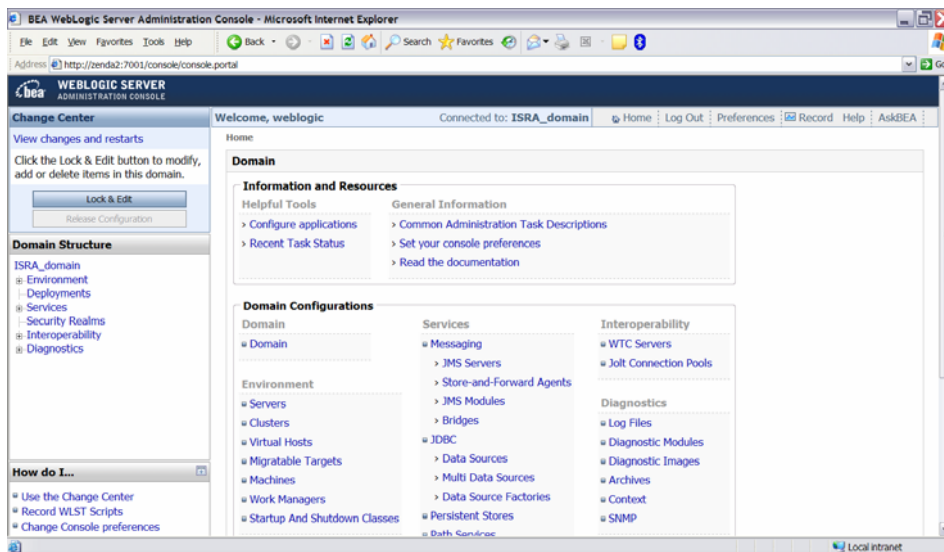 BEA WebLogic Server Administration Console - Microsoft Internet Explorer
File Edit View Favorites Tools Help
Back Search Favorites
Address http://zenda2:7001/console/console.portal Go
bea WEBLOGIC SERVER
ADMINISTRATION CONSOLE
Change Center
View changes and restarts
Click the Lock & Edit button to modify,
add or delete items in this domain.
Lock & Edit
Release Configuration
Domain Structure
ISRA_domain
Environment
Deployments
Services
Security Realms
Interoperability
Diagnostics
How do I...
Use the Change Center
Record WLST Scripts
Change Console preferences
Welcome, weblogic Connected to: ISRA_domain Home Log Out Preferences Record Help AskBEA
Home
Domain
Information and Resources
Helpful Tools
> Configure applications
> Recent Task Status
General Information
> Common Administration Task Descriptions
> Set your console preferences
> Read the documentation
Domain Configurations
Domain
Domain
Environment
Servers
Clusters
Virtual Hosts
Migratable Targets
Machines
Work Managers
Startup And Shutdown Classes
Services
Messaging
> JMS Servers
> Store-and-Forward Agents
> JMS Modules
> Bridges
JDBC
> Data Sources
> Multi Data Sources
> Data Source Factories
Persistent Stores
Path Services
Interoperability
WTC Servers
Jolt Connection Pools
Diagnostics
Log Files
Diagnostic Modules
Diagnostic Images
Archives
Context
SNMP
Local intranet